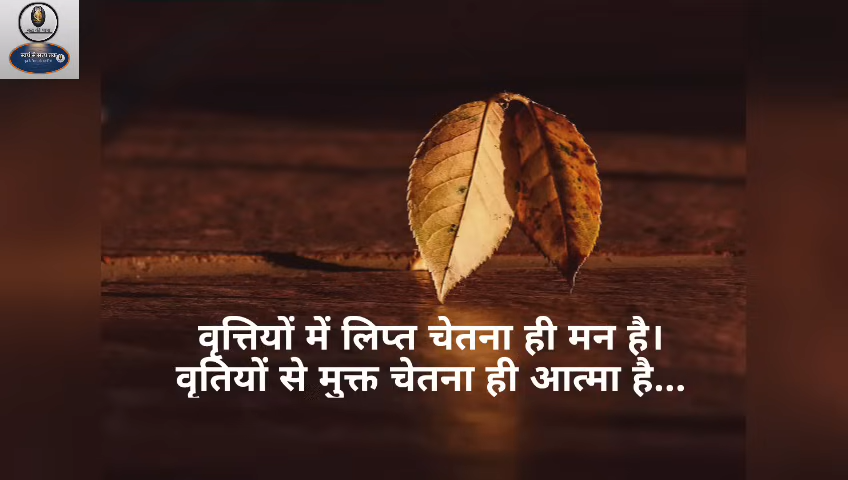 वृत्तियों में लिप्त चेतना ही मन है।
वृतियों से मुक्त चेतना ही आत्मा है...